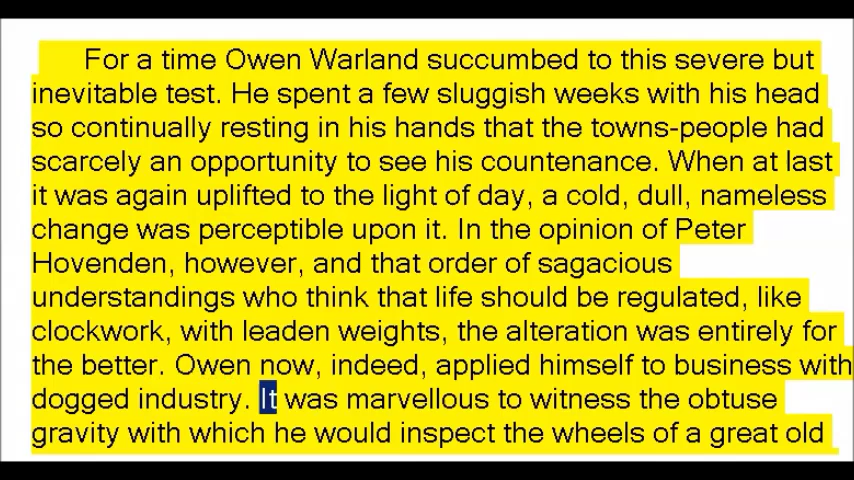 For a time Owen Warland succumbed to this severe but
inevitable test. He spent a few sluggish weeks with his head
so continually resting in his hands that the towns-people had
scarcely an opportunity to see his countenance. When at last
it was again uplifted to the light of day, a cold, dull, nameless
change was perceptible upon it. In the opinion of Peter
Hovenden, however, and that order of sagacious
understandings who think that life should be regulated, like
clockwork, with leaden weights, the alteration was entirely for
the better. Owen now, indeed, applied himself to business with
dogged industry. It was marvellous to witness the obtuse
gravity with which he would inspect the wheels of a great old